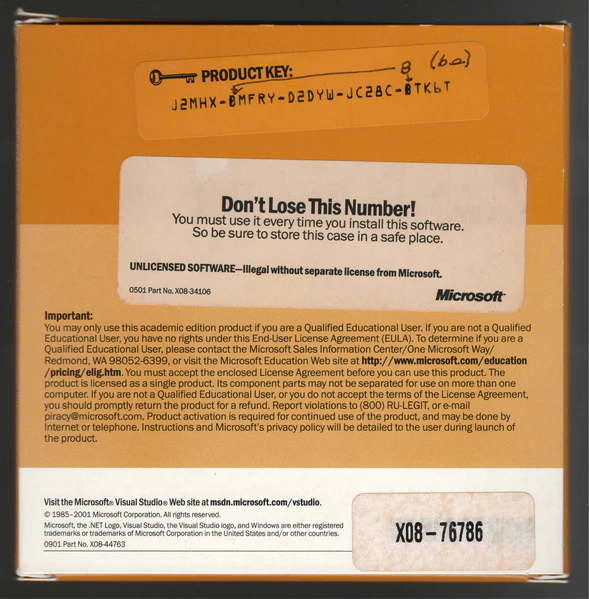 B (be)
PRODUCT KEY:
J2MHX-BMFRY-D2DYW-JC28C-BTK6T
Don't Lose This Number!
You must use it every time you install this software.
So be sure to store this case in a safe place.
UNLICENSED SOFTWARE—Illegal without separate license from Microsoft.
0501 Part No. X08-34106
Microsoft®
Important:
You may only use this academic edition product if you are a Qualified Educational User. If you are not a Qualified
Educational User, you have no rights under this End-User License Agreement (EULA). To determine if you are a
Qualified Educational User, please contact the Microsoft Sales Information Center/One Microsoft Way/
Redmond, WA 98052-6399, or visit the Microsoft Education Web site at http://www.microsoft.com/education
/pricing/elig.htm. You must accept the enclosed License Agreement before you can use this product. The
product is licensed as a single product. Its component parts may not be separated for use on more than one
computer. If you are not a Qualified Educational User, or you do not accept the terms of the License Agreement,
you should promptly return the product for a refund. Report violations to (800) RU-LEGIT, or e-mail
piracy@microsoft.com. Product activation is required for continued use of the product, and may be done by
Internet or telephone. Instructions and Microsoft's privacy policy will be detailed to the user during launch of
the product.
Visit the Microsoft® Visual Studio® Web site at msdn.microsoft.com/vstudio.
© 1985–2001 Microsoft Corporation. All rights reserved.
Microsoft, the .NET Logo, Visual Studio, the Visual Studio logo, and Windows are either registered
trademarks or trademarks of Microsoft Corporation in the United States and/or other countries.
0901 Part No. X08-44763
X08-76786